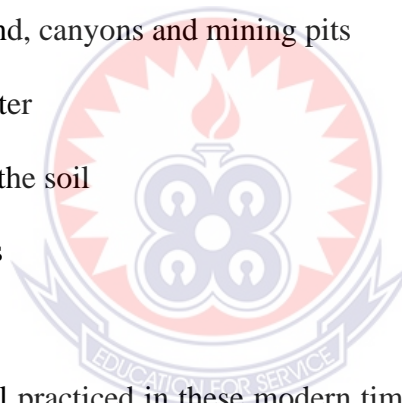 nd, canyons and mining pits
ter
the soil
s
EDUCATION FOR SERVICE
l practiced in these modern tim